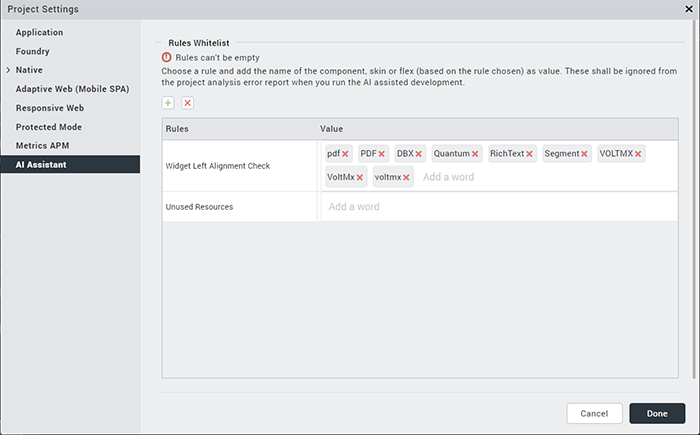 Project Settings
Application
Foundry
Native
Adaptive Web (Mobile SPA)
Responsive Web
Protected Mode
Metrics APM
AI Assistant
Rules Whitelist
Rules can't be empty
Choose a rule and add the name of the component, skin or flex (based on the rule chosen) as value. These shall be ignored from
the project analysis error report when you run the AI assisted development.
Rules Value
Widget Left Alignment Check
pdf PDF DBX Quantum RichText Segment VOLTMX
VoltMx voltmx Add a word
Unused Resources Add a word
Cancel Done